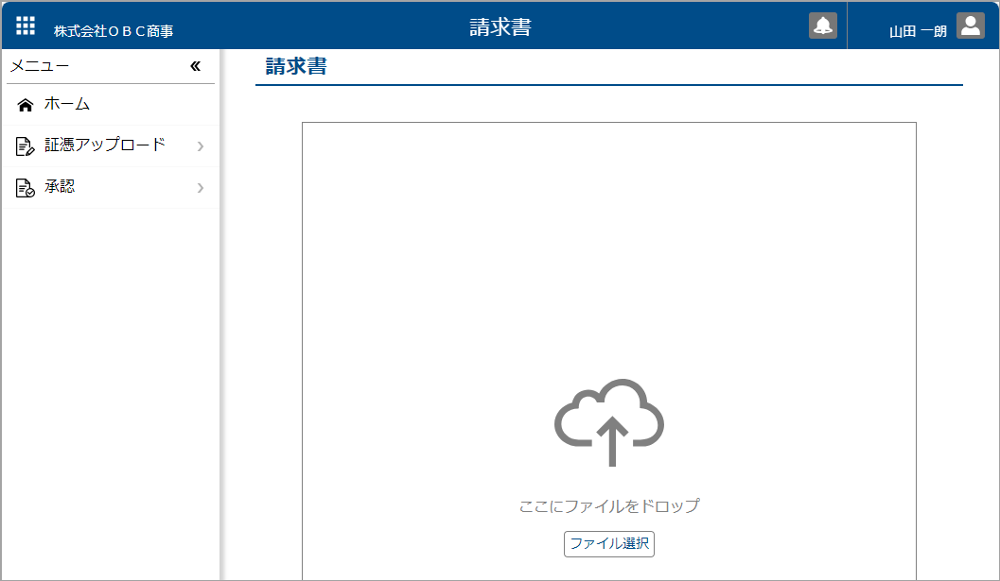 株式会社ＯＢＣ商事
請求書
山田 一朗
メニュー
ホーム
証憑アップロード
承認
請求書
ここにファイルをドロップ
ファイル選択